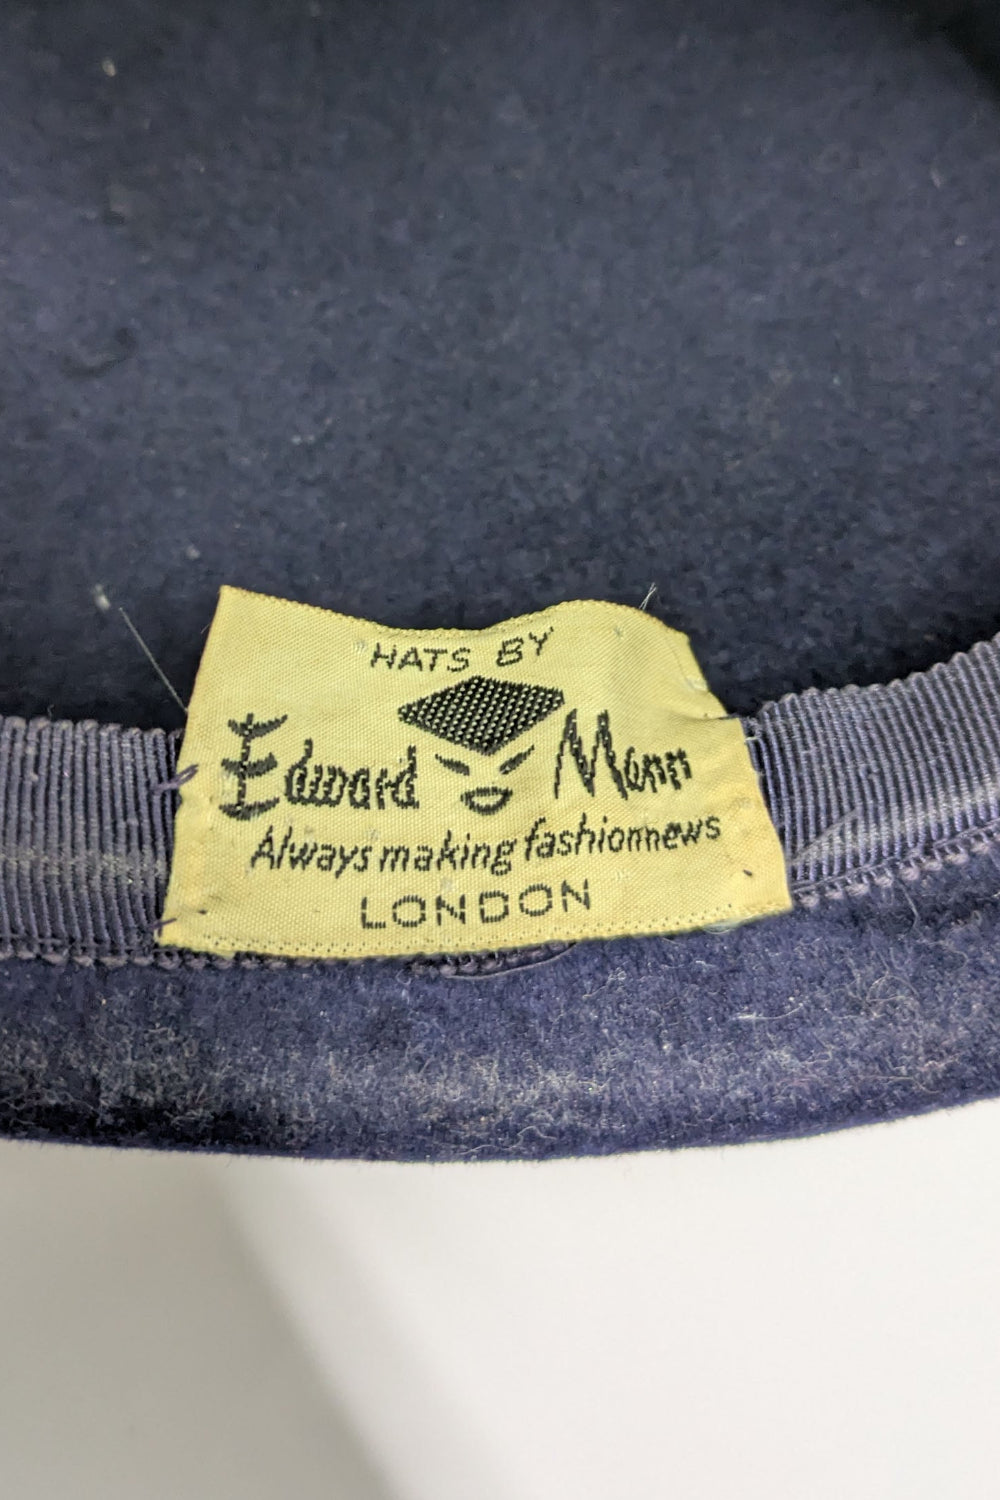 HATS BY
Edward Mann
Always making fashionnews
LONDON